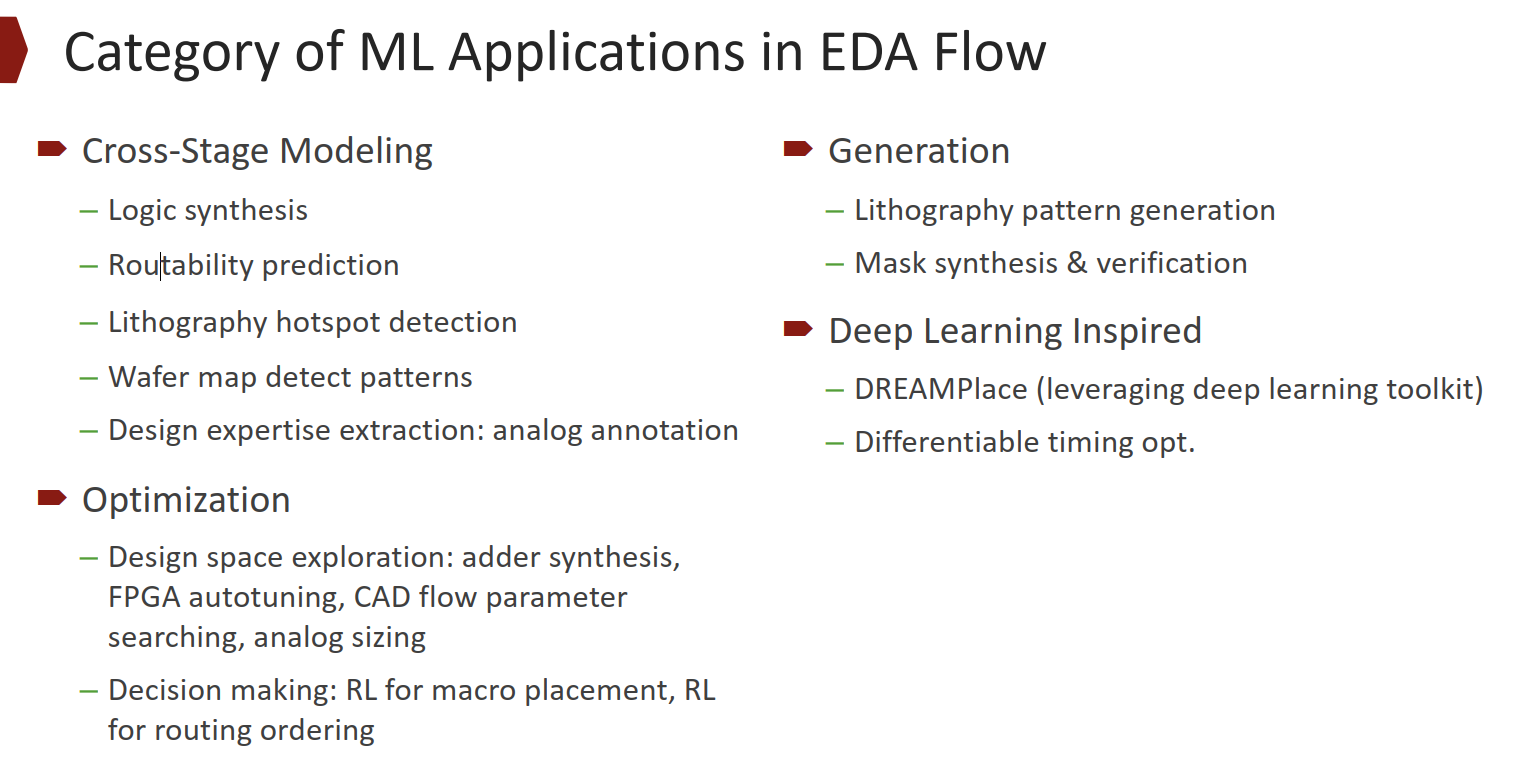 Category of ML Applications in EDA Flow
Cross-Stage Modeling
– Logic synthesis
– Routability prediction
– Lithography hotspot detection
– Wafer map detect patterns
– Design expertise extraction: analog annotation
Optimization
– Design space exploration: adder synthesis,
FPGA autotuning, CAD flow parameter
searching, analog sizing
– Decision making: RL for macro placement, RL
for routing ordering
Generation
– Lithography pattern generation
– Mask synthesis & verification
Deep Learning Inspired
– DREAMPlace (leveraging deep learning toolkit)
– Differentiable timing opt.